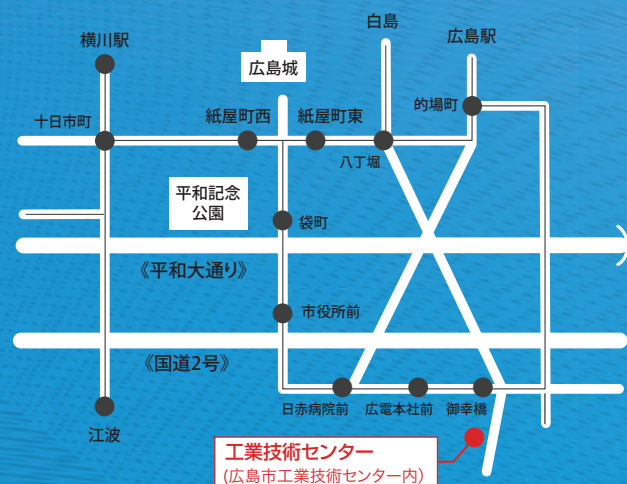 白島
広島駅
横川駅
広島城
的場町
十日市町
紙屋町西
紙屋町東
八丁堀
平和記念
公園
袋町
《平和大通り》
市役所前
《国道2号》
日赤病院前
広電本社前
御幸橋
江波
工業技術センター
(広島市工業技術センター内)